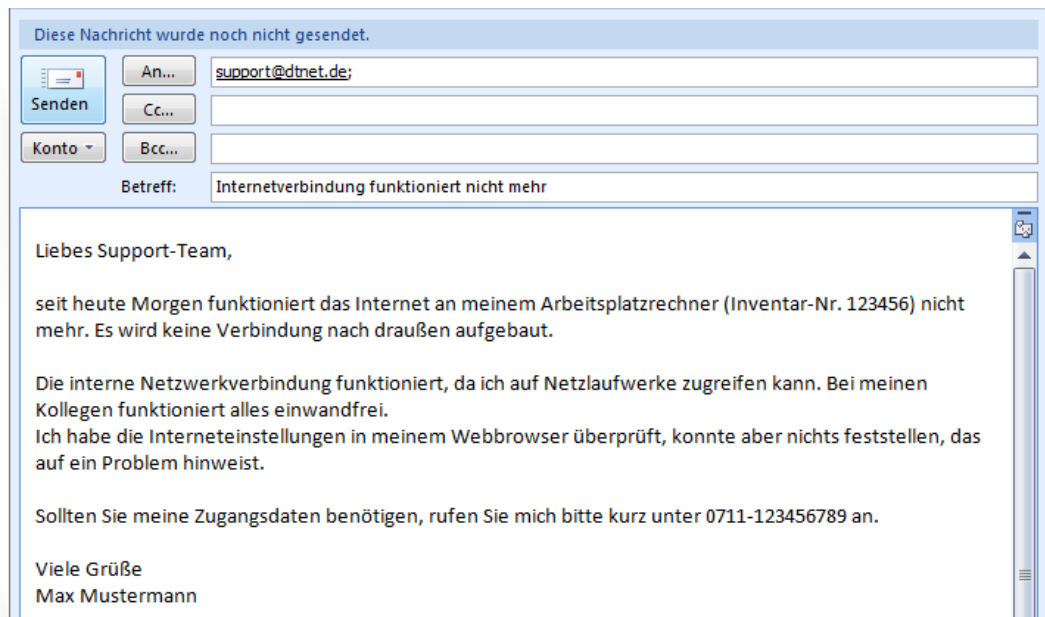 Diese Nachricht wurde noch nicht gesendet.
Senden
An...
support@dtnet.de;
Cc...
Konto
Bcc...
Betreff:
Internetverbindung funktioniert nicht mehr
Liebes Support-Team,
seit heute Morgen funktioniert das Internet an meinem Arbeitsplatzrechner (Inventar-Nr. 123456) nicht
mehr. Es wird keine Verbindung nach draußen aufgebaut.
Die interne Netzwerkverbindung funktioniert, da ich auf Netzlaufwerke zugreifen kann. Bei meinen
Kollegen funktioniert alles einwandfrei.
Ich habe die Interneteinstellungen in meinem Webbrowser überprüft, konnte aber nichts feststellen, das
auf ein Problem hinweist.
Sollten Sie meine Zugangsdaten benötigen, rufen Sie mich bitte kurz unter 0711-123456789 an.
Viele Grüße
Max Mustermann